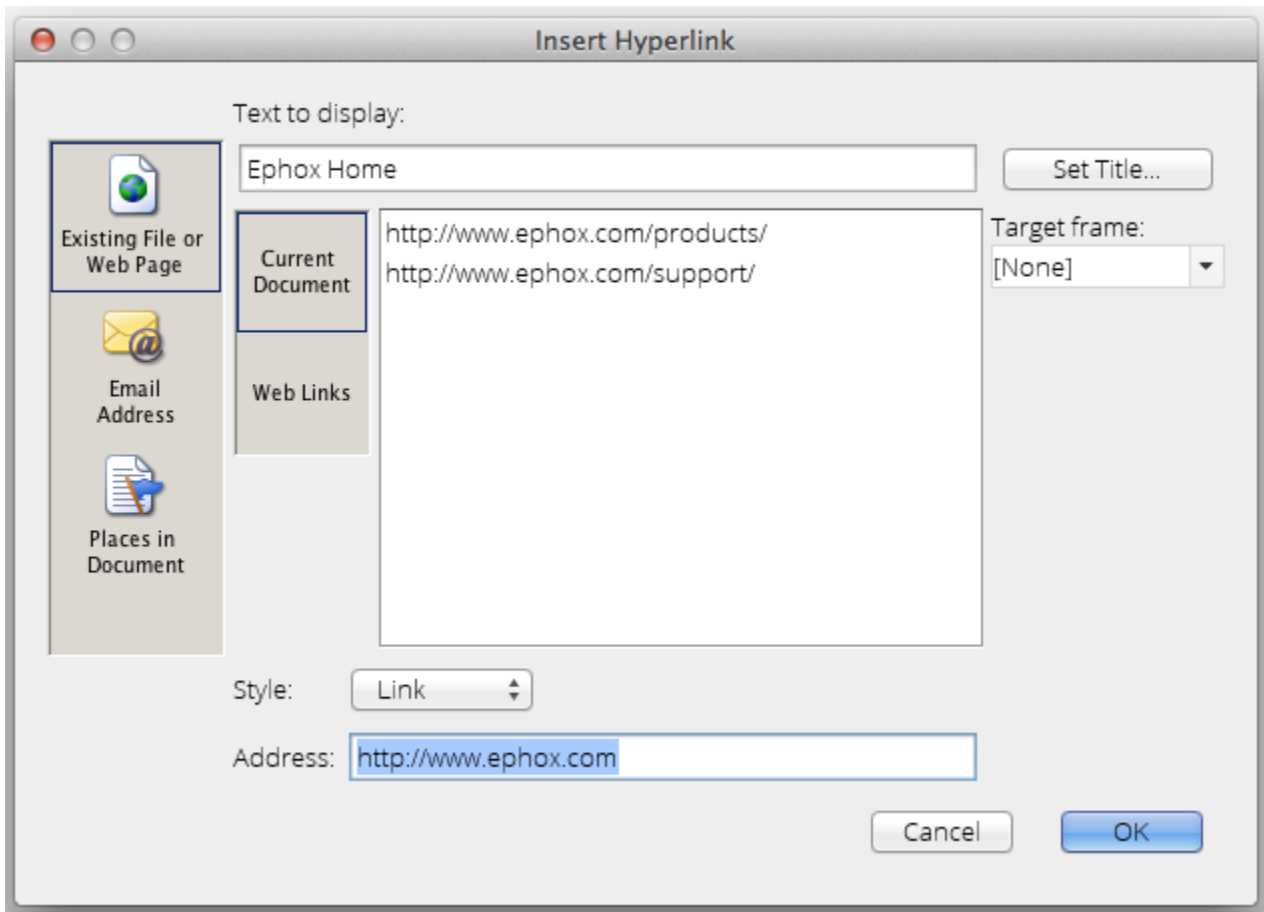 Insert Hyperlink
Text to display:
Ephox Home
Set Title...
Existing File or
Web Page
Email
Address
Places in
Document
Current
Document
Web Links
http://www.ephox.com/products/
http://www.ephox.com/support/
Target frame:
[None]
Style:
Link
Address:
http://www.ephox.com
Cancel
OK